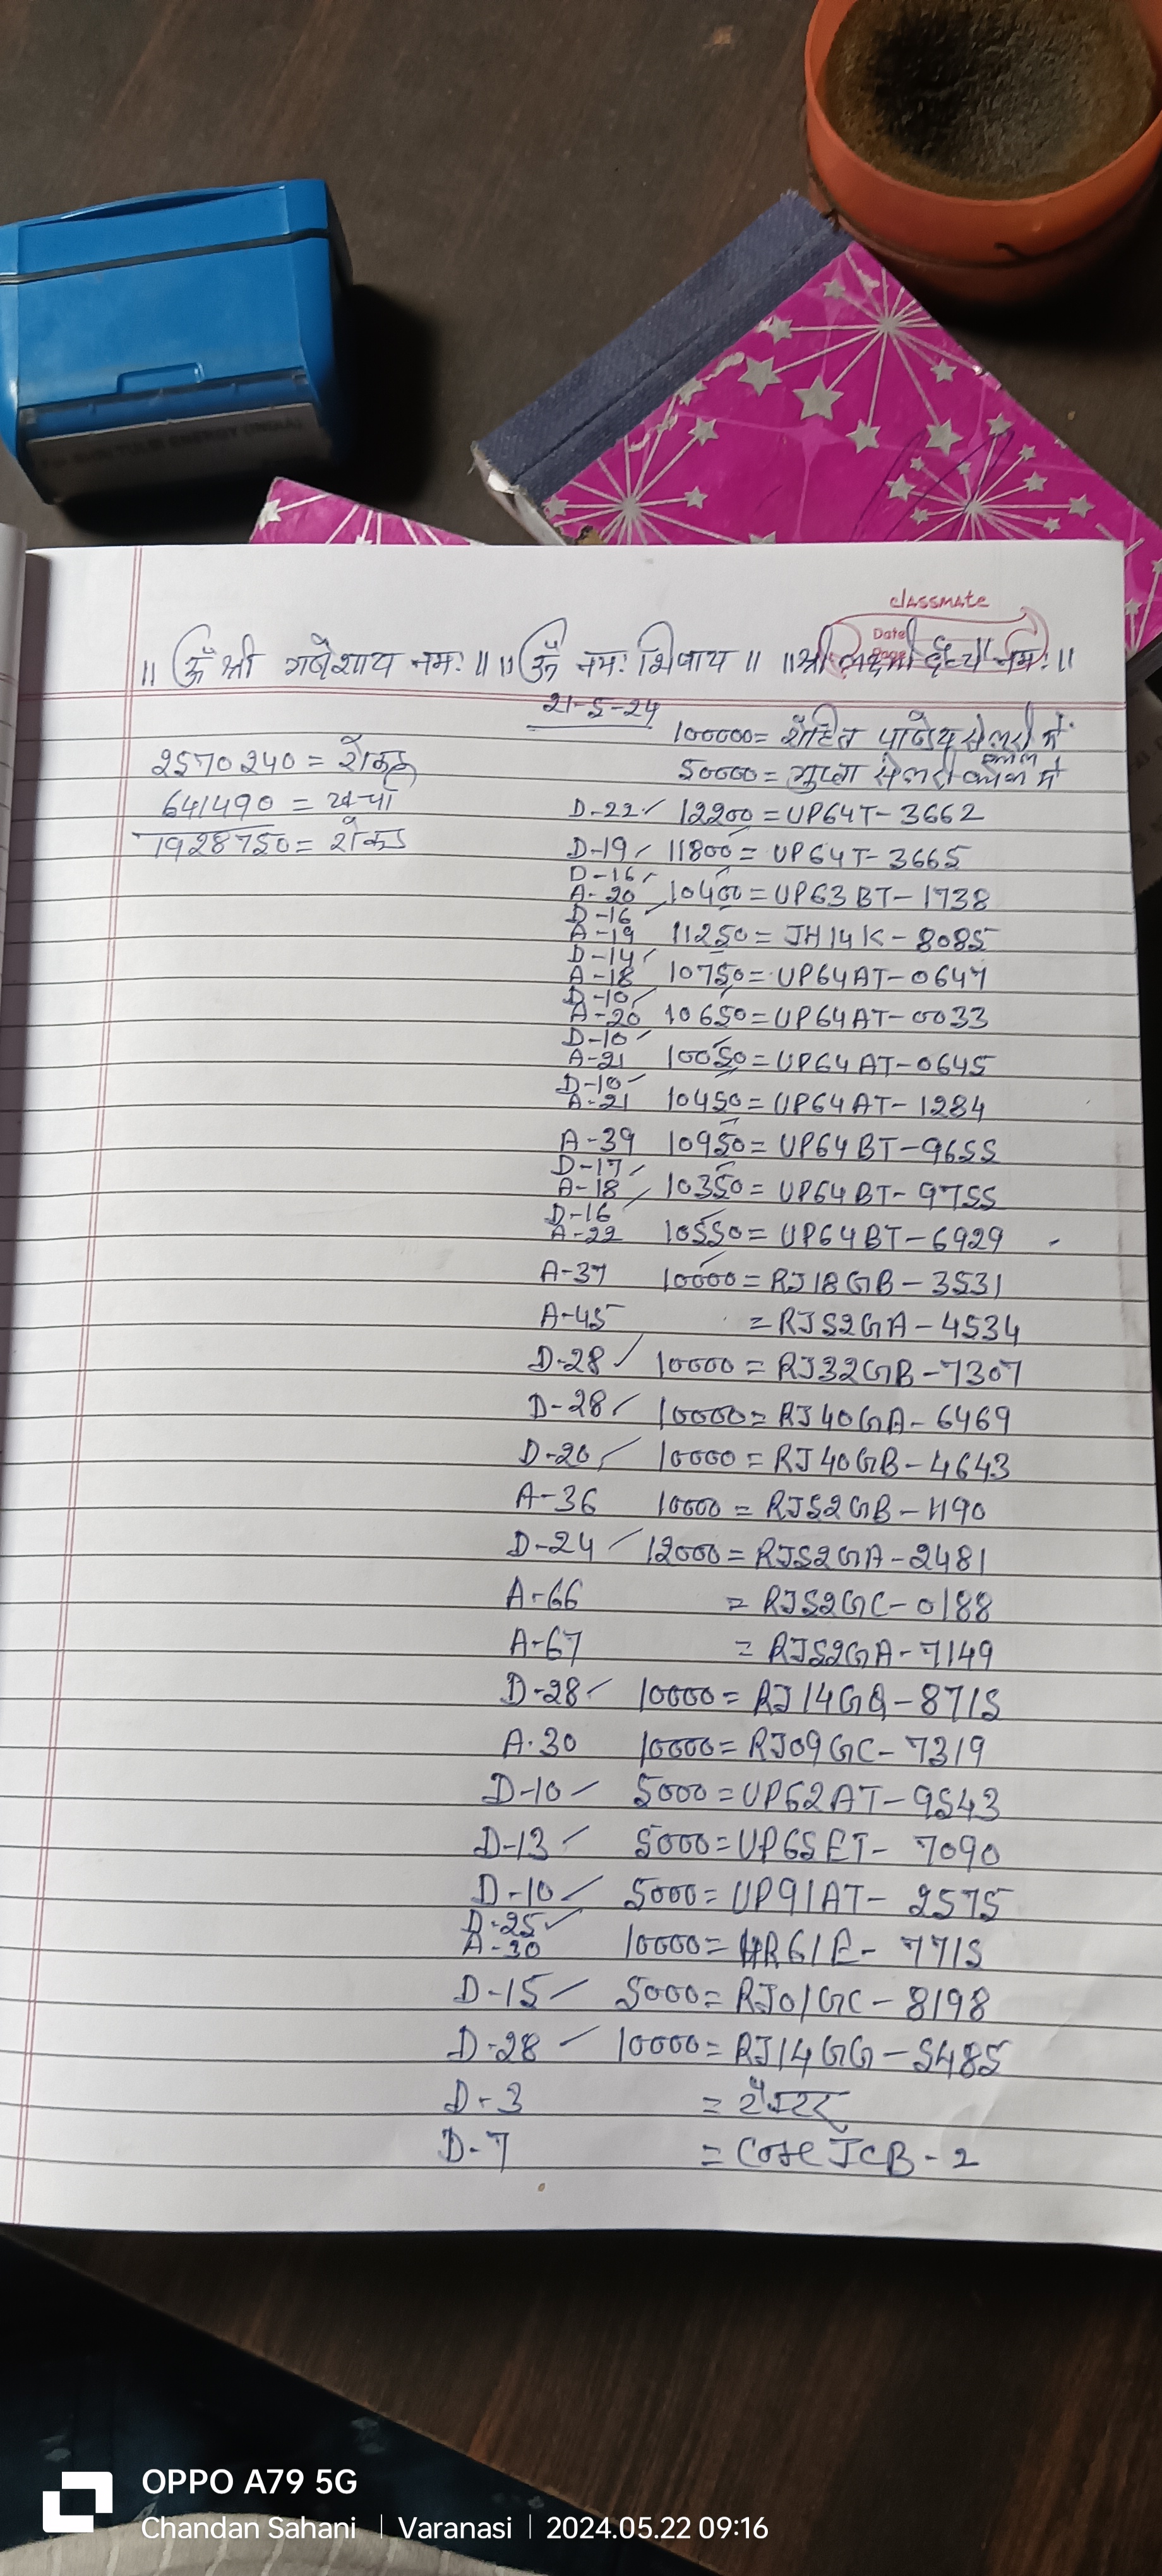 classmate
Date
Page
॥ ॐ श्री गणेशाय नमः ॥ ॥ ॐ नमः शिवाय ॥ ॥ श्री लक्ष्मी नमः ॥
21-5-24
2570240 = रोकड़
641490 = खर्चा
1928750 = रोकड़
100000 = रोहित पाण्डेय सेलरी में
50000 = गुप्ता सेलरी में
D-22 ✓ 12200 = UP64T-3662
D-19 ✓ 11800 = UP64T-3665
D-16 ✓
A-20 10400 = UP63BT-1738
D-16 ✓
A-19 11250 = JH14K-8085
D-14 ✓
A-18 10750 = UP64AT-0647
D-10 ✓
A-20 10650 = UP64AT-0033
D-10 ✓
A-21 10050 = UP64AT-0645
D-10 ✓
A-21 10450 = UP64AT-1284
A-39 10950 = UP64BT-9655
D-17 ✓
A-18 10350 = UP64BT-9755
D-16 ✓
A-22 10550 = UP64BT-6929
A-37 10000 = RJ18GB-3531
A-45 = RJ52GA-4534
D-28 ✓ 10000 = RJ32GB-7307
D-28 ✓ 10000 = RJ40GA-6469
D-20 ✓ 10000 = RJ40GB-4643
A-36 10000 = RJ52GB-1190
D-24 ✓ 12000 = RJ52GA-2481
A-66 = RJ52GC-0188
A-67 = RJ52GA-7149
D-28 ✓ 10000 = RJ14GQ-8715
A-30 10000 = RJ09GC-7319
D-10 ✓ 5000 = UP62AT-9543
D-13 ✓ 5000 = UP65ET-7090
D-10 ✓ 5000 = UP91AT-2575
D-25 ✓
A-30 10000 = HR61E-7715
D-15 ✓ 5000 = RJ01GC-8198
D-28 ✓ 10000 = RJ14GG-5485
D-3 =
D-7 = Case JCB-2
OPPO A79 5G
Chandan Sahani | Varanasi | 2024.05.22 09:16